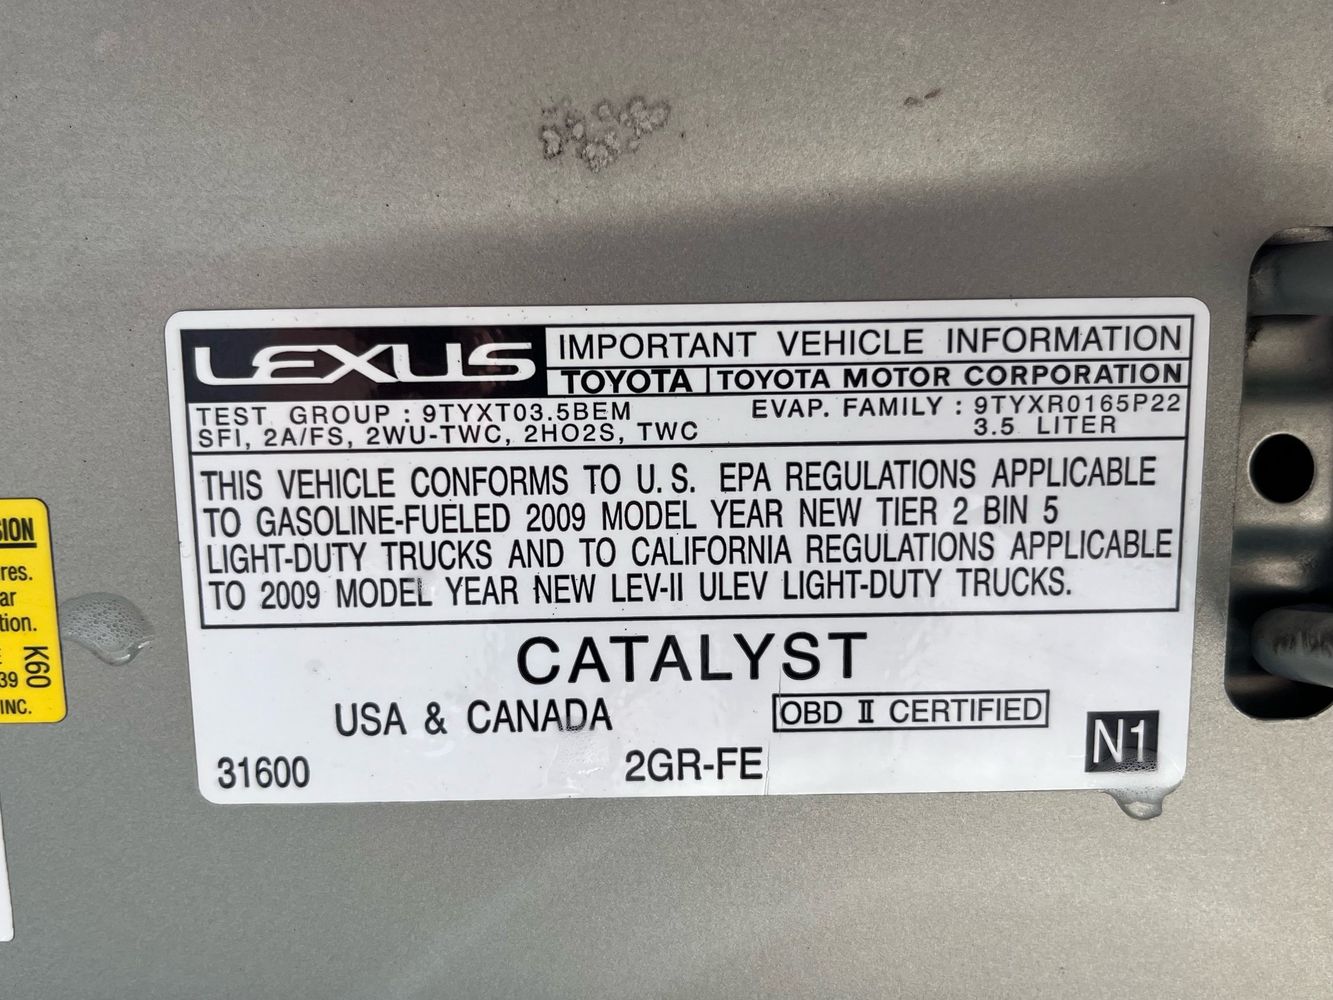 LEXUS
IMPORTANT VEHICLE INFORMATION
TOYOTA TOYOTA MOTOR CORPORATION
TEST GROUP : 9TYXT03.5BEM EVAP. FAMILY : 9TYXR0165P22
SFI, 2A/FS, 2WU-TWC, 2HO2S, TWC 3.5 LITER
THIS VEHICLE CONFORMS TO U.S. EPA REGULATIONS APPLICABLE
TO GASOLINE-FUELED 2009 MODEL YEAR NEW TIER 2 BIN 5
LIGHT-DUTY TRUCKS AND TO CALIFORNIA REGULATIONS APPLICABLE
TO 2009 MODEL YEAR NEW LEV-II ULEV LIGHT-DUTY TRUCKS.
CATALYST
USA & CANADA OBD II CERTIFIED
31600 2GR-FE N1
res.
ar
tion.
39
INC.
K60